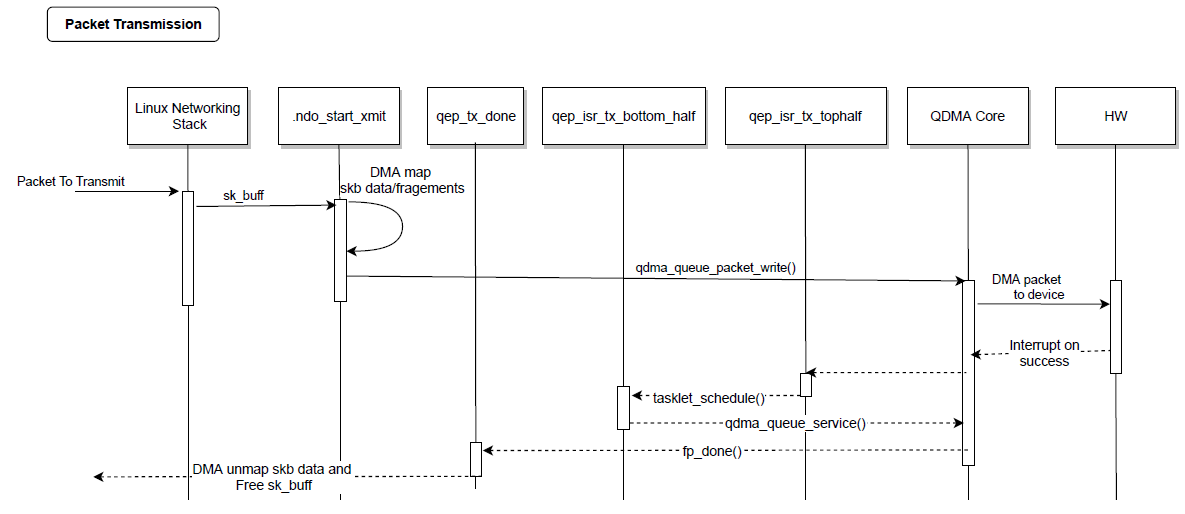 Packet Transmission
Linux Networking
Stack
.ndo_start_xmit
qep_tx_done
qep_isr_tx_bottom_half
qep_isr_tx_tophalf
QDMA Core
HW
Packet To Transmit
sk_buff
DMA map
skb data/fragements
qdma_queue_packet_write()
DMA packet
to device
Interrupt on
success
tasklet_schedule()
qdma_queue_service()
fp_done()
DMA unmap skb data and
Free sk_buff